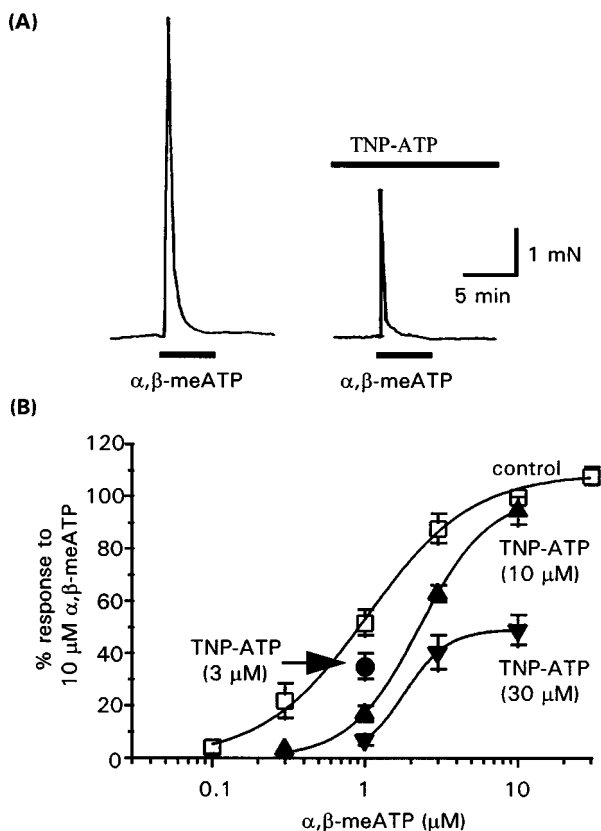 (A)
TNP-ATP
1 mN
5 min
α,β-meATP
α,β-meATP
(B)
% response to
10 μM α,β-meATP
120
100
80
60
40
20
0
control
TNP-ATP
(10 μM)
TNP-ATP
(3 μM)
TNP-ATP
(30 μM)
0.1
1
10
α,β-meATP (μM)